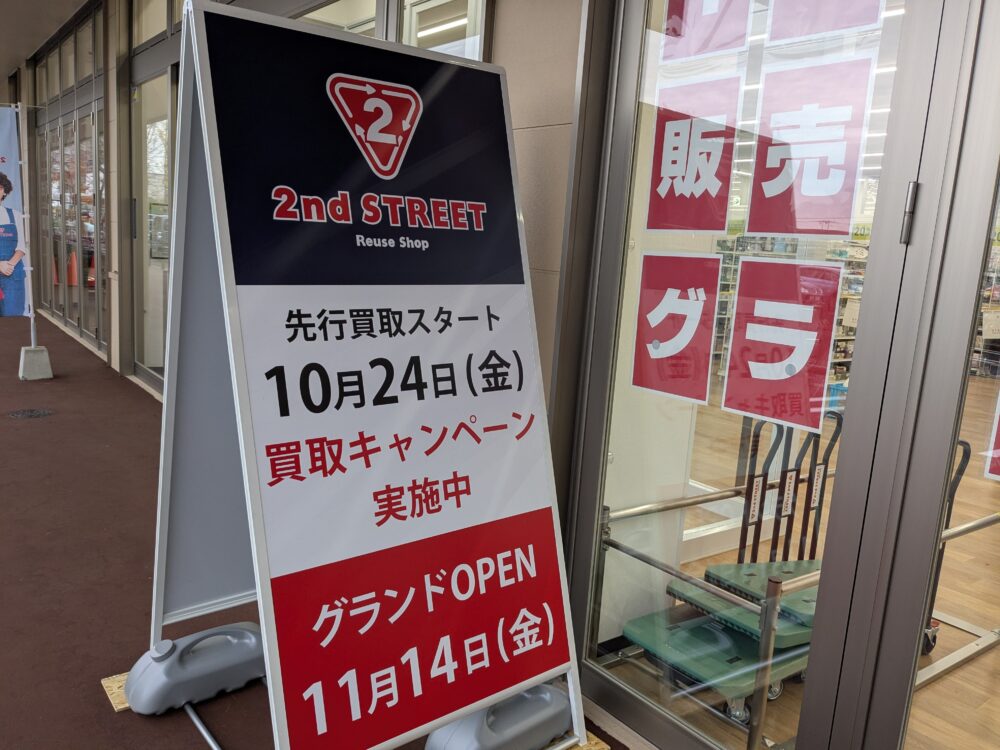 2
2nd STREET
Reuse Shop
先行買取スタート
10月24日(金)
買取キャンペーン
実施中
グランドOPEN
11月14日(金)
販売
グラ